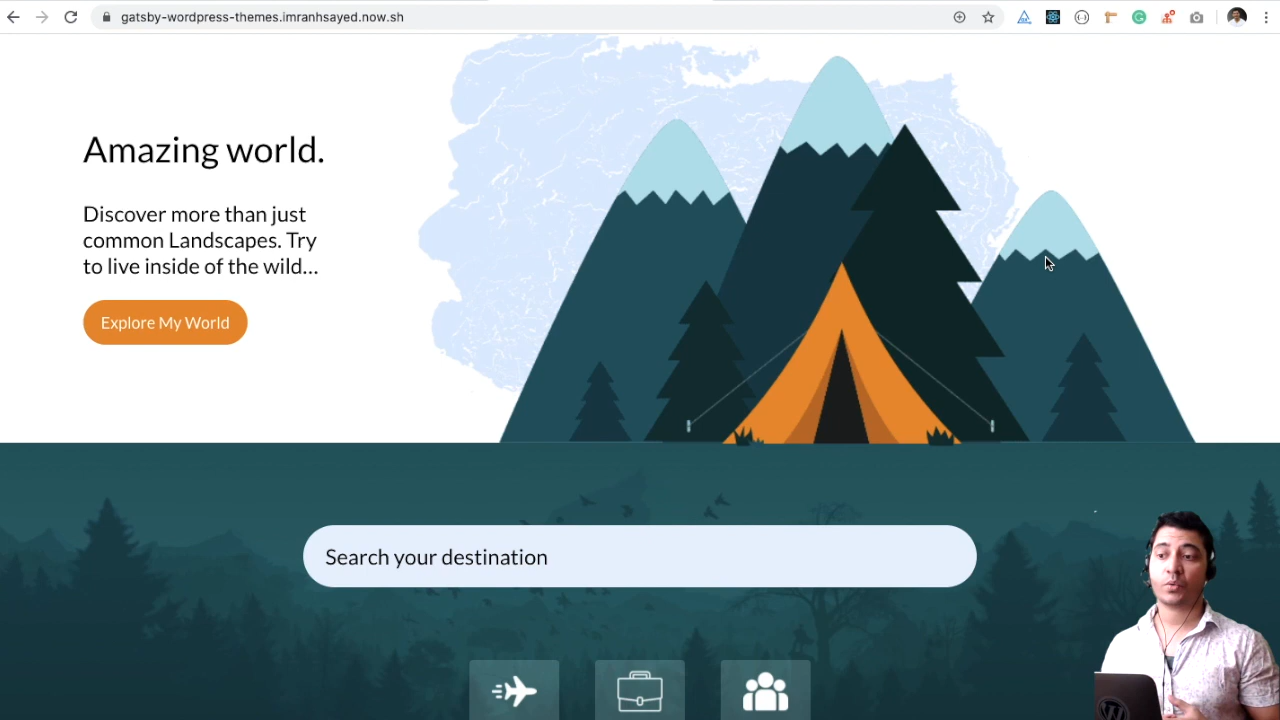 gatsby-wordpress-themes.imranhsayed.now.sh
Amazing world.
Discover more than just
common Landscapes. Try
to live inside of the wild...
Explore My World
Search your destination